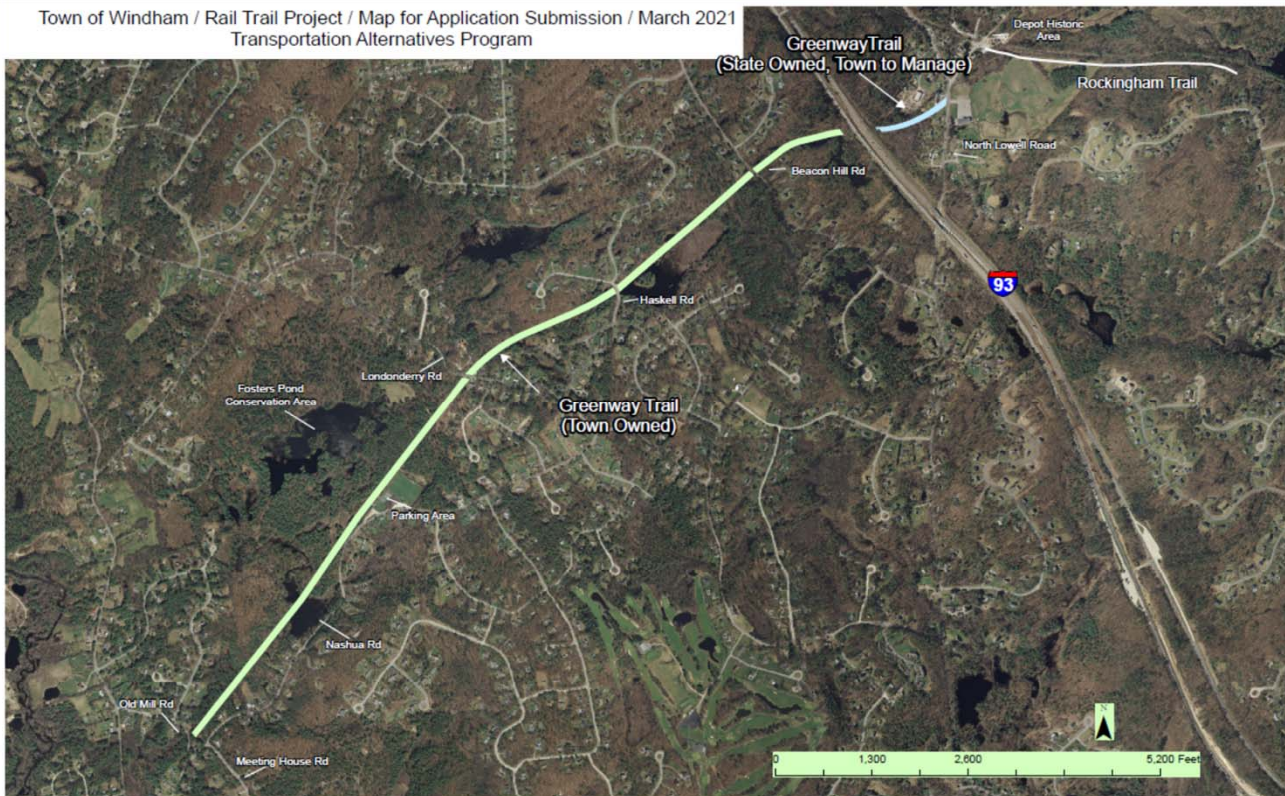 Town of Windham / Rail Trail Project / Map for Application Submission / March 2021
Transportation Alternatives Program
Depot Historic
Area
GreenwayTrail
(State Owned, Town to Manage)
Rockingham Trail
North Lowell Road
Beacon Hill Rd
93
Haskell Rd
Londonderry Rd
Fosters Pond
Conservation Area
Greenway Trail
(Town Owned)
Parking Area
Nashua Rd
Old Mill Rd
Meeting House Rd
N
0 1,300 2,600 5,200 Feet